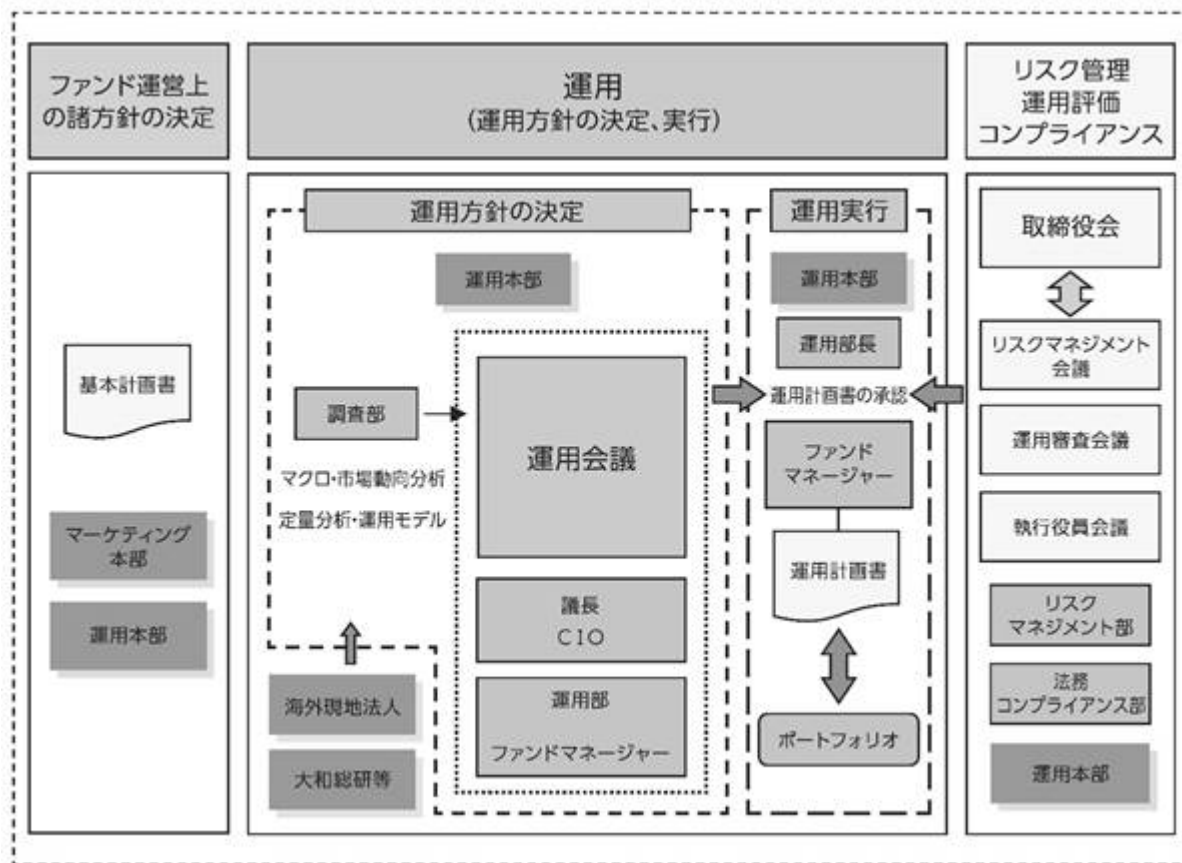 ファンド運営上
の諸方針の決定
基本計画書
マーケティング
本部
運用本部
運用
(運用方針の決定、実行)
運用方針の決定
運用本部
調査部
マクロ・市場動向分析
定量分析・運用モデル
海外現地法人
大和総研等
運用会議
議長
CIO
運用部
ファンドマネージャー
運用実行
運用本部
運用部長
運用計画書の承認
ファンド
マネージャー
運用計画書
ポートフォリオ
リスク管理
運用評価
コンプライアンス
取締役会
リスクマネジメント
会議
運用審査会議
執行役員会議
リスク
マネジメント部
法務
コンプライアンス部
運用本部